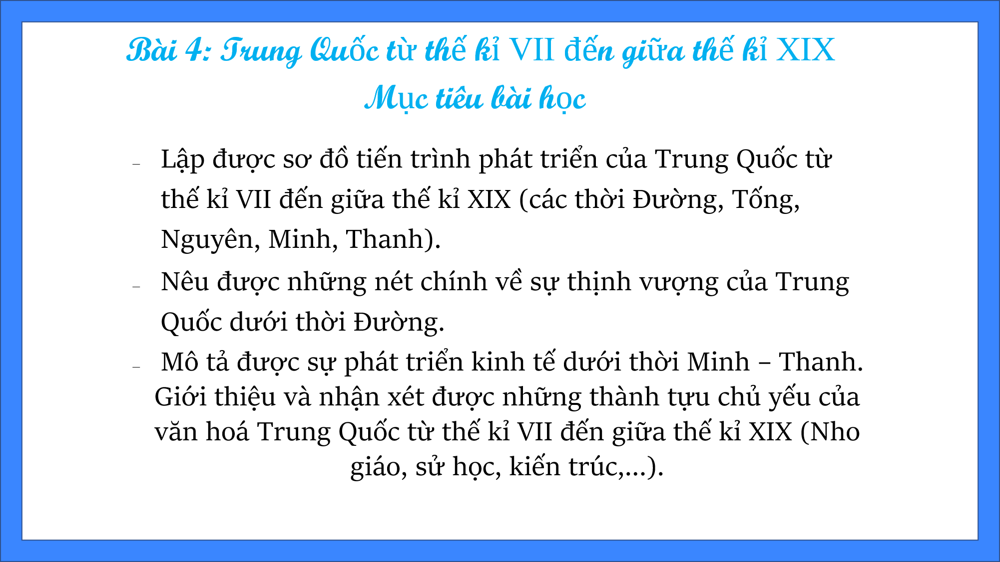 Bài 4: Trung Quốc từ thế kỉ VII đến giữa thế kỉ XIX
Mục tiêu bài học
– Lập được sơ đồ tiến trình phát triển của Trung Quốc từ
thế kỉ VII đến giữa thế kỉ XIX (các thời Đường, Tống,
Nguyên, Minh, Thanh).
– Nêu được những nét chính về sự thịnh vượng của Trung
Quốc dưới thời Đường.
– Mô tả được sự phát triển kinh tế dưới thời Minh – Thanh.
Giới thiệu và nhận xét được những thành tựu chủ yếu của
văn hoá Trung Quốc từ thế kỉ VII đến giữa thế kỉ XIX (Nho
giáo, sử học, kiến trúc,...).